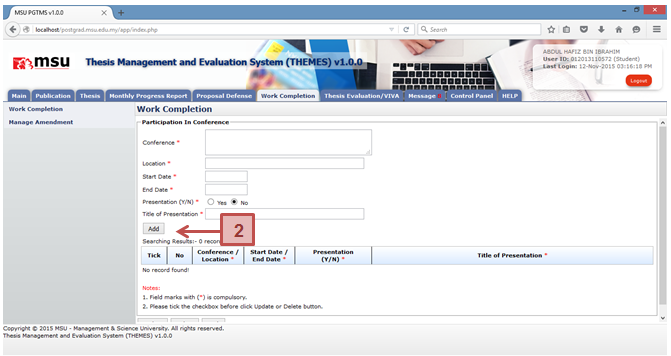 MSU PGTMS v1.0.0
localhost/postgrad.msu.edu.my/app/index.php
Search
msu
Thesis Management and Evaluation System (THEMES) v1.0.0
ABDUL HAFIZ BIN IBRAHIM
User ID: 012013110572 (Student)
Last Login: 12-Nov-2015 03:16:18 PM
Logout
Main Publication Thesis Monthly Progress Report Proposal Defense Work Completion Thesis Evaluation/VIVA Message Control Panel HELP
Work Completion
Manage Amendment
Work Completion
Participation In Conference
Conference *
Location *
Start Date *
End Date *
Presentation (Y/N) * Yes No
Title of Presentation *
Add
2
Searching Results:- 0 recor
Tick No Conference / Location * Start Date / End Date * Presentation (Y/N) * Title of Presentation *
No record found!
Notes:
1. Field marks with (*) is compulsory.
2. Please tick the checkbox before click Update or Delete button.
Copyright © 2015 MSU - Management & Science University. All rights reserved.
Thesis Management and Evaluation System (THEMES) v1.0.0